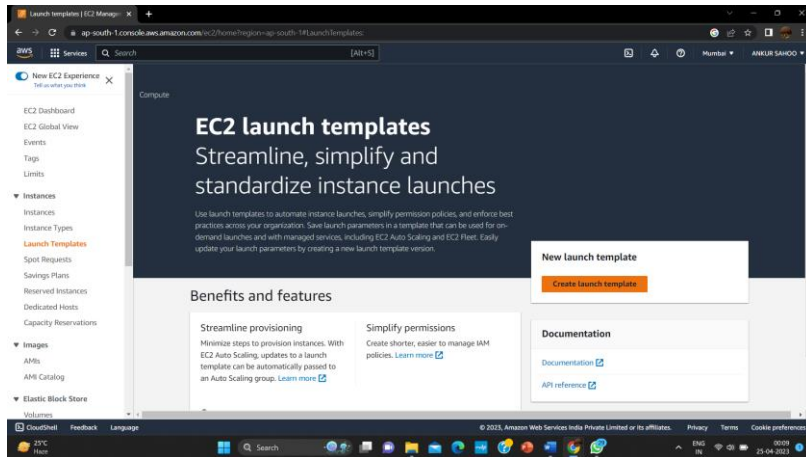 Launch templates | EC2 Manage
ap-south-1.console.aws.amazon.com/ec2/home?region=ap-south-1#LaunchTemplates:
aws
Services
Search
[Alt+S]
Mumbai
ANKUR SAHOO
New EC2 Experience
Tell us what you think
EC2 Dashboard
EC2 Global View
Events
Tags
Limits
Instances
Instances
Instance Types
Launch Templates
Spot Requests
Savings Plans
Reserved Instances
Dedicated Hosts
Capacity Reservations
Images
AMIs
AMI Catalog
Elastic Block Store
Volumes
Compute
EC2 launch templates
Streamline, simplify and
standardize instance launches
Use launch templates to automate instance launches, simplify permission policies, and enforce best
practices across your organization. Save launch parameters in a template that can be used for on-
demand launches and with managed services, including EC2 Auto Scaling and EC2 Fleet. Easily
update your launch parameters by creating a new launch template version.
New launch template
Create launch template
Benefits and features
Streamline provisioning
Minimize steps to provision instances. With
EC2 Auto Scaling, updates to a launch
template can be automatically passed to
an Auto Scaling group. Learn more
Simplify permissions
Create shorter, easier to manage IAM
policies. Learn more
Documentation
Documentation
API reference
CloudShell
Feedback
Language
© 2023, Amazon Web Services India Private Limited or its affiliates.
Privacy
Terms
Cookie preferences
25°C
Haze
Search
ENG
IN
00:09
25-04-2023